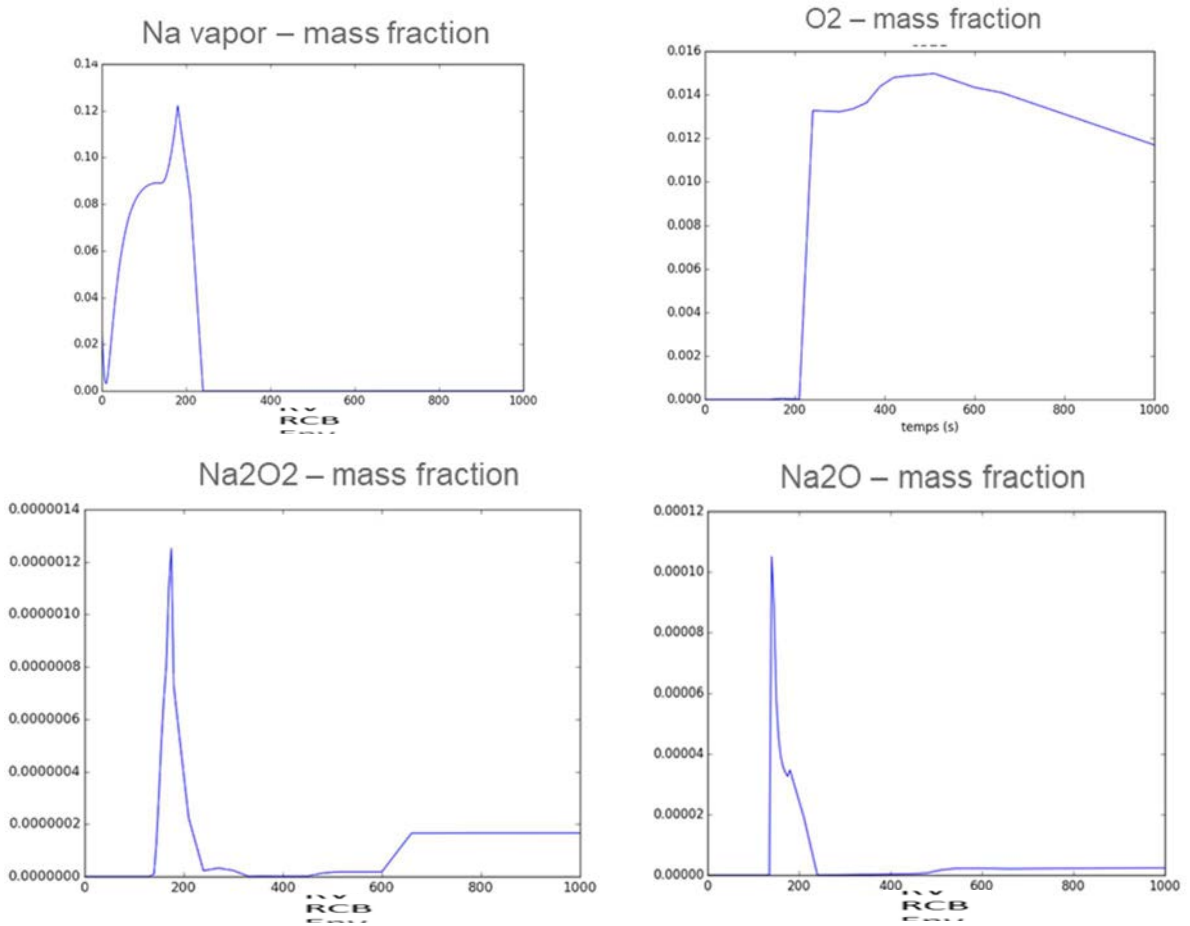 Na vapor – mass fraction
0.14
0.12
0.10
0.08
0.06
0.04
0.02
0.00
0 200 400 600 800 1000
RCB
O2 – mass fraction
0.016
0.014
0.012
0.010
0.008
0.006
0.004
0.002
0.000
0 200 400 600 800 1000
temps (s)
Na2O2 – mass fraction
0.0000014
0.0000012
0.0000010
0.0000008
0.0000006
0.0000004
0.0000002
0.0000000
0 200 400 600 800 1000
RCB
Na2O – mass fraction
0.00012
0.00010
0.00008
0.00006
0.00004
0.00002
0.00000
0 200 400 600 800 1000
RCB